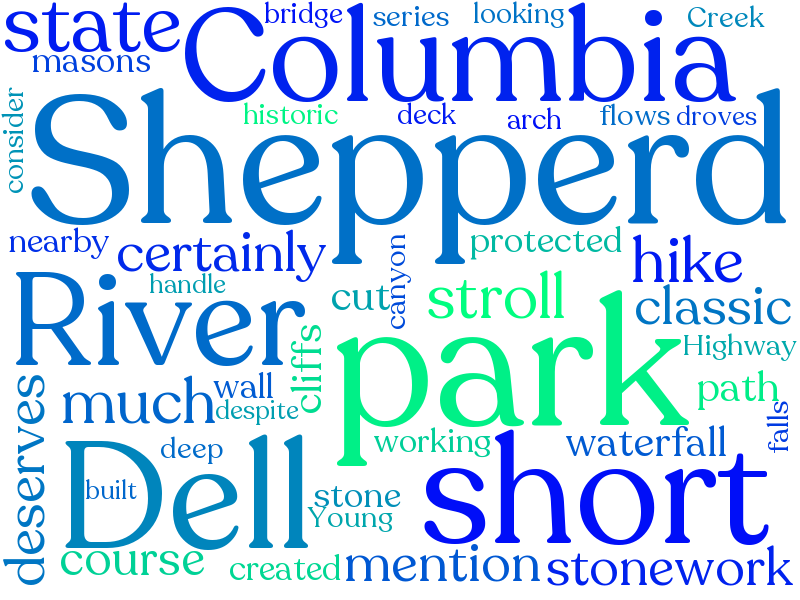 bridge series looking Creek
state Columbia
masons
historic deck arch flows droves
consider
Shepperd
nearby certainly canyon protected hike
handle
River cut stroll classic
cliffs
park Highway
deserves much wall path
despite falls
deep working waterfall
Dell built stone short
Young
course created mention stonework